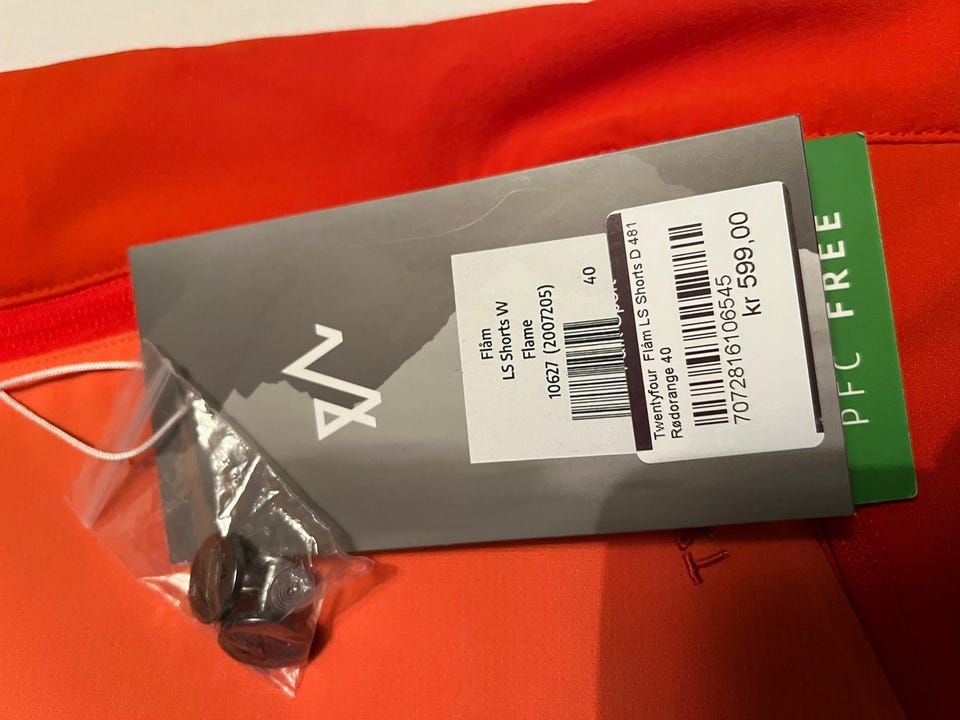 Flåm
LS Shorts W
Flame
10627 (2007205)
40
Twentyfour Flåm LS Shorts D 481
Rødorange 40
7072816106545
kr 599,00
PFC FREE